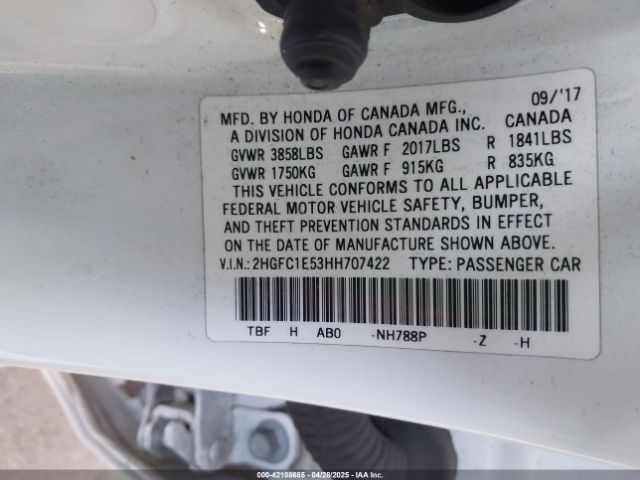 09/'17
MFD. BY HONDA OF CANADA MFG., CANADA
A DIVISION OF HONDA CANADA INC.
GVWR 3858LBS GAWR F 2017LBS R 1841LBS
GVWR 1750KG GAWR F 915KG R 835KG
THIS VEHICLE CONFORMS TO ALL APPLICABLE
FEDERAL MOTOR VEHICLE SAFETY, BUMPER,
AND THEFT PREVENTION STANDARDS IN EFFECT
ON THE DATE OF MANUFACTURE SHOWN ABOVE.
V.I.N.: 2HGFC1E53HH707422 TYPE: PASSENGER CAR
TBF H AB0 -NH788P -Z -H
000-42108685 04/28/2025 IAA Inc.